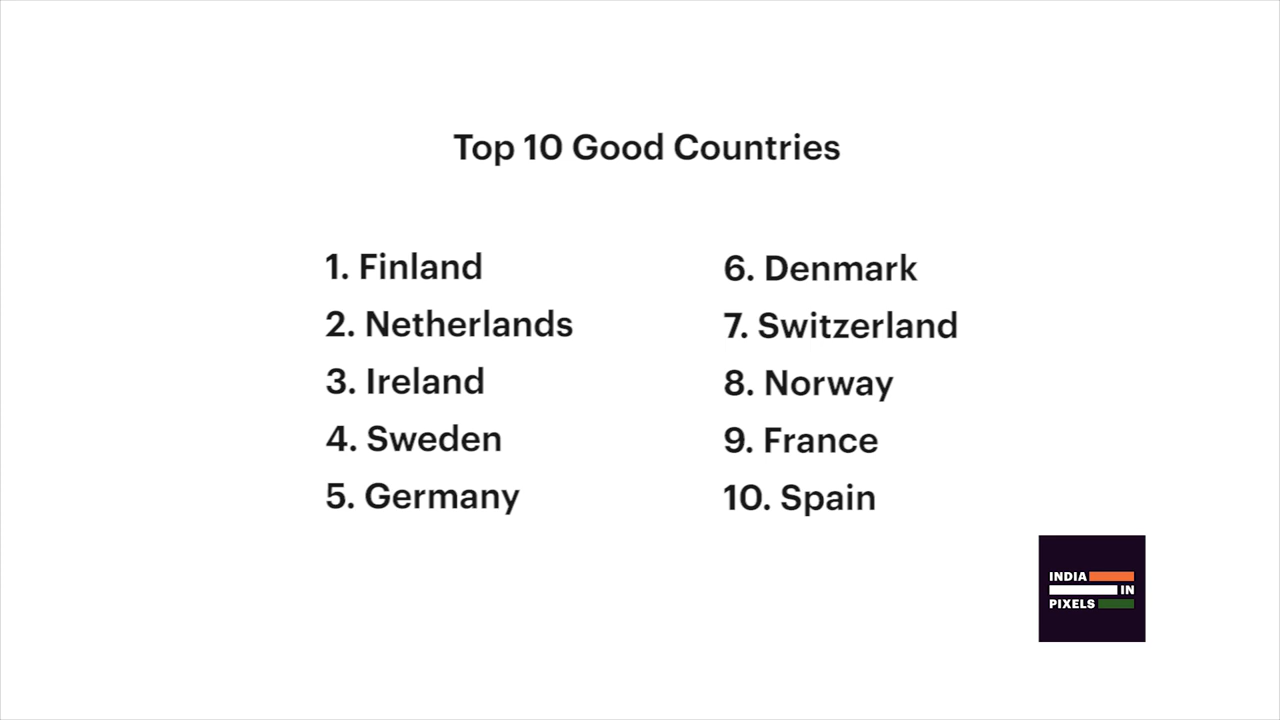 Top 10 Good Countries
1. Finland
2. Netherlands
3. Ireland
4. Sweden
5. Germany
6. Denmark
7. Switzerland
8. Norway
9. France
10. Spain
INDIA
IN
PIXELS